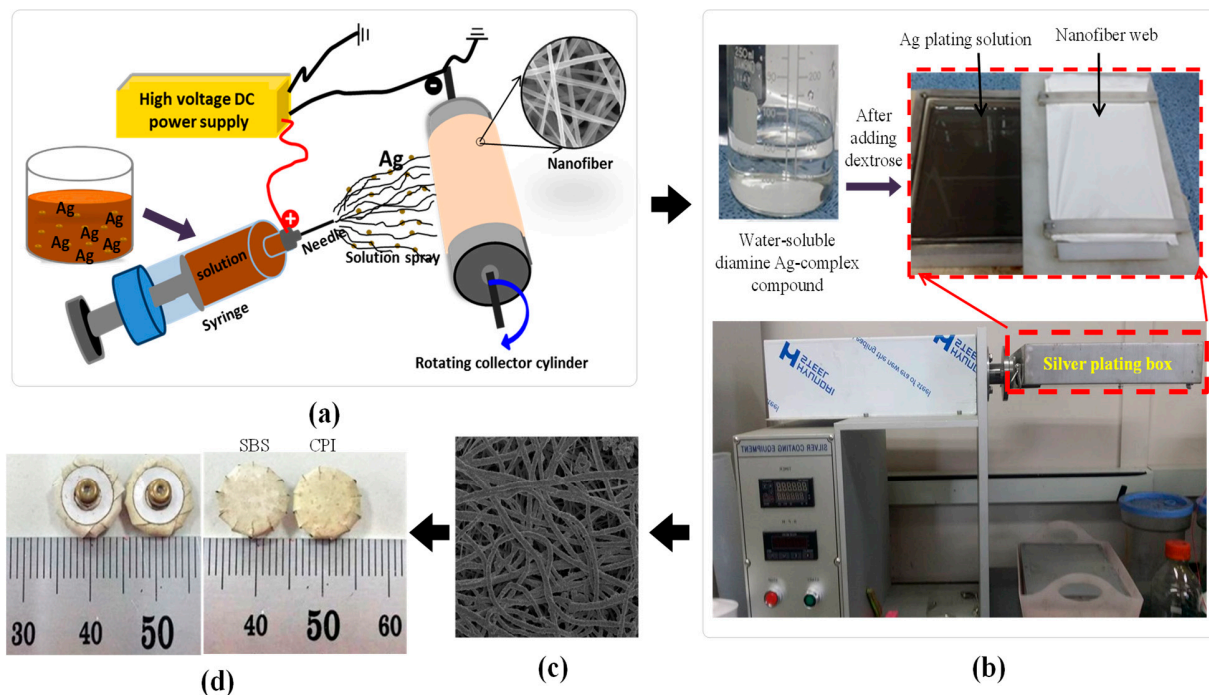 High voltage DC
power supply
Ag
Ag
Ag
Ag
Ag
Ag
solution
Syringe
+
Needle
Ag
Solution spray
-
Nanofiber
Rotating collector cylinder
(a)
Ag plating solution
Nanofiber web
After
adding
dextrose
Water-soluble
diamine Ag-complex
compound
Silver plating box
SILVER COATING EQUIPMENT
(b)
SBS
CPI
30
40
50
40
50
60
(d)
(c)